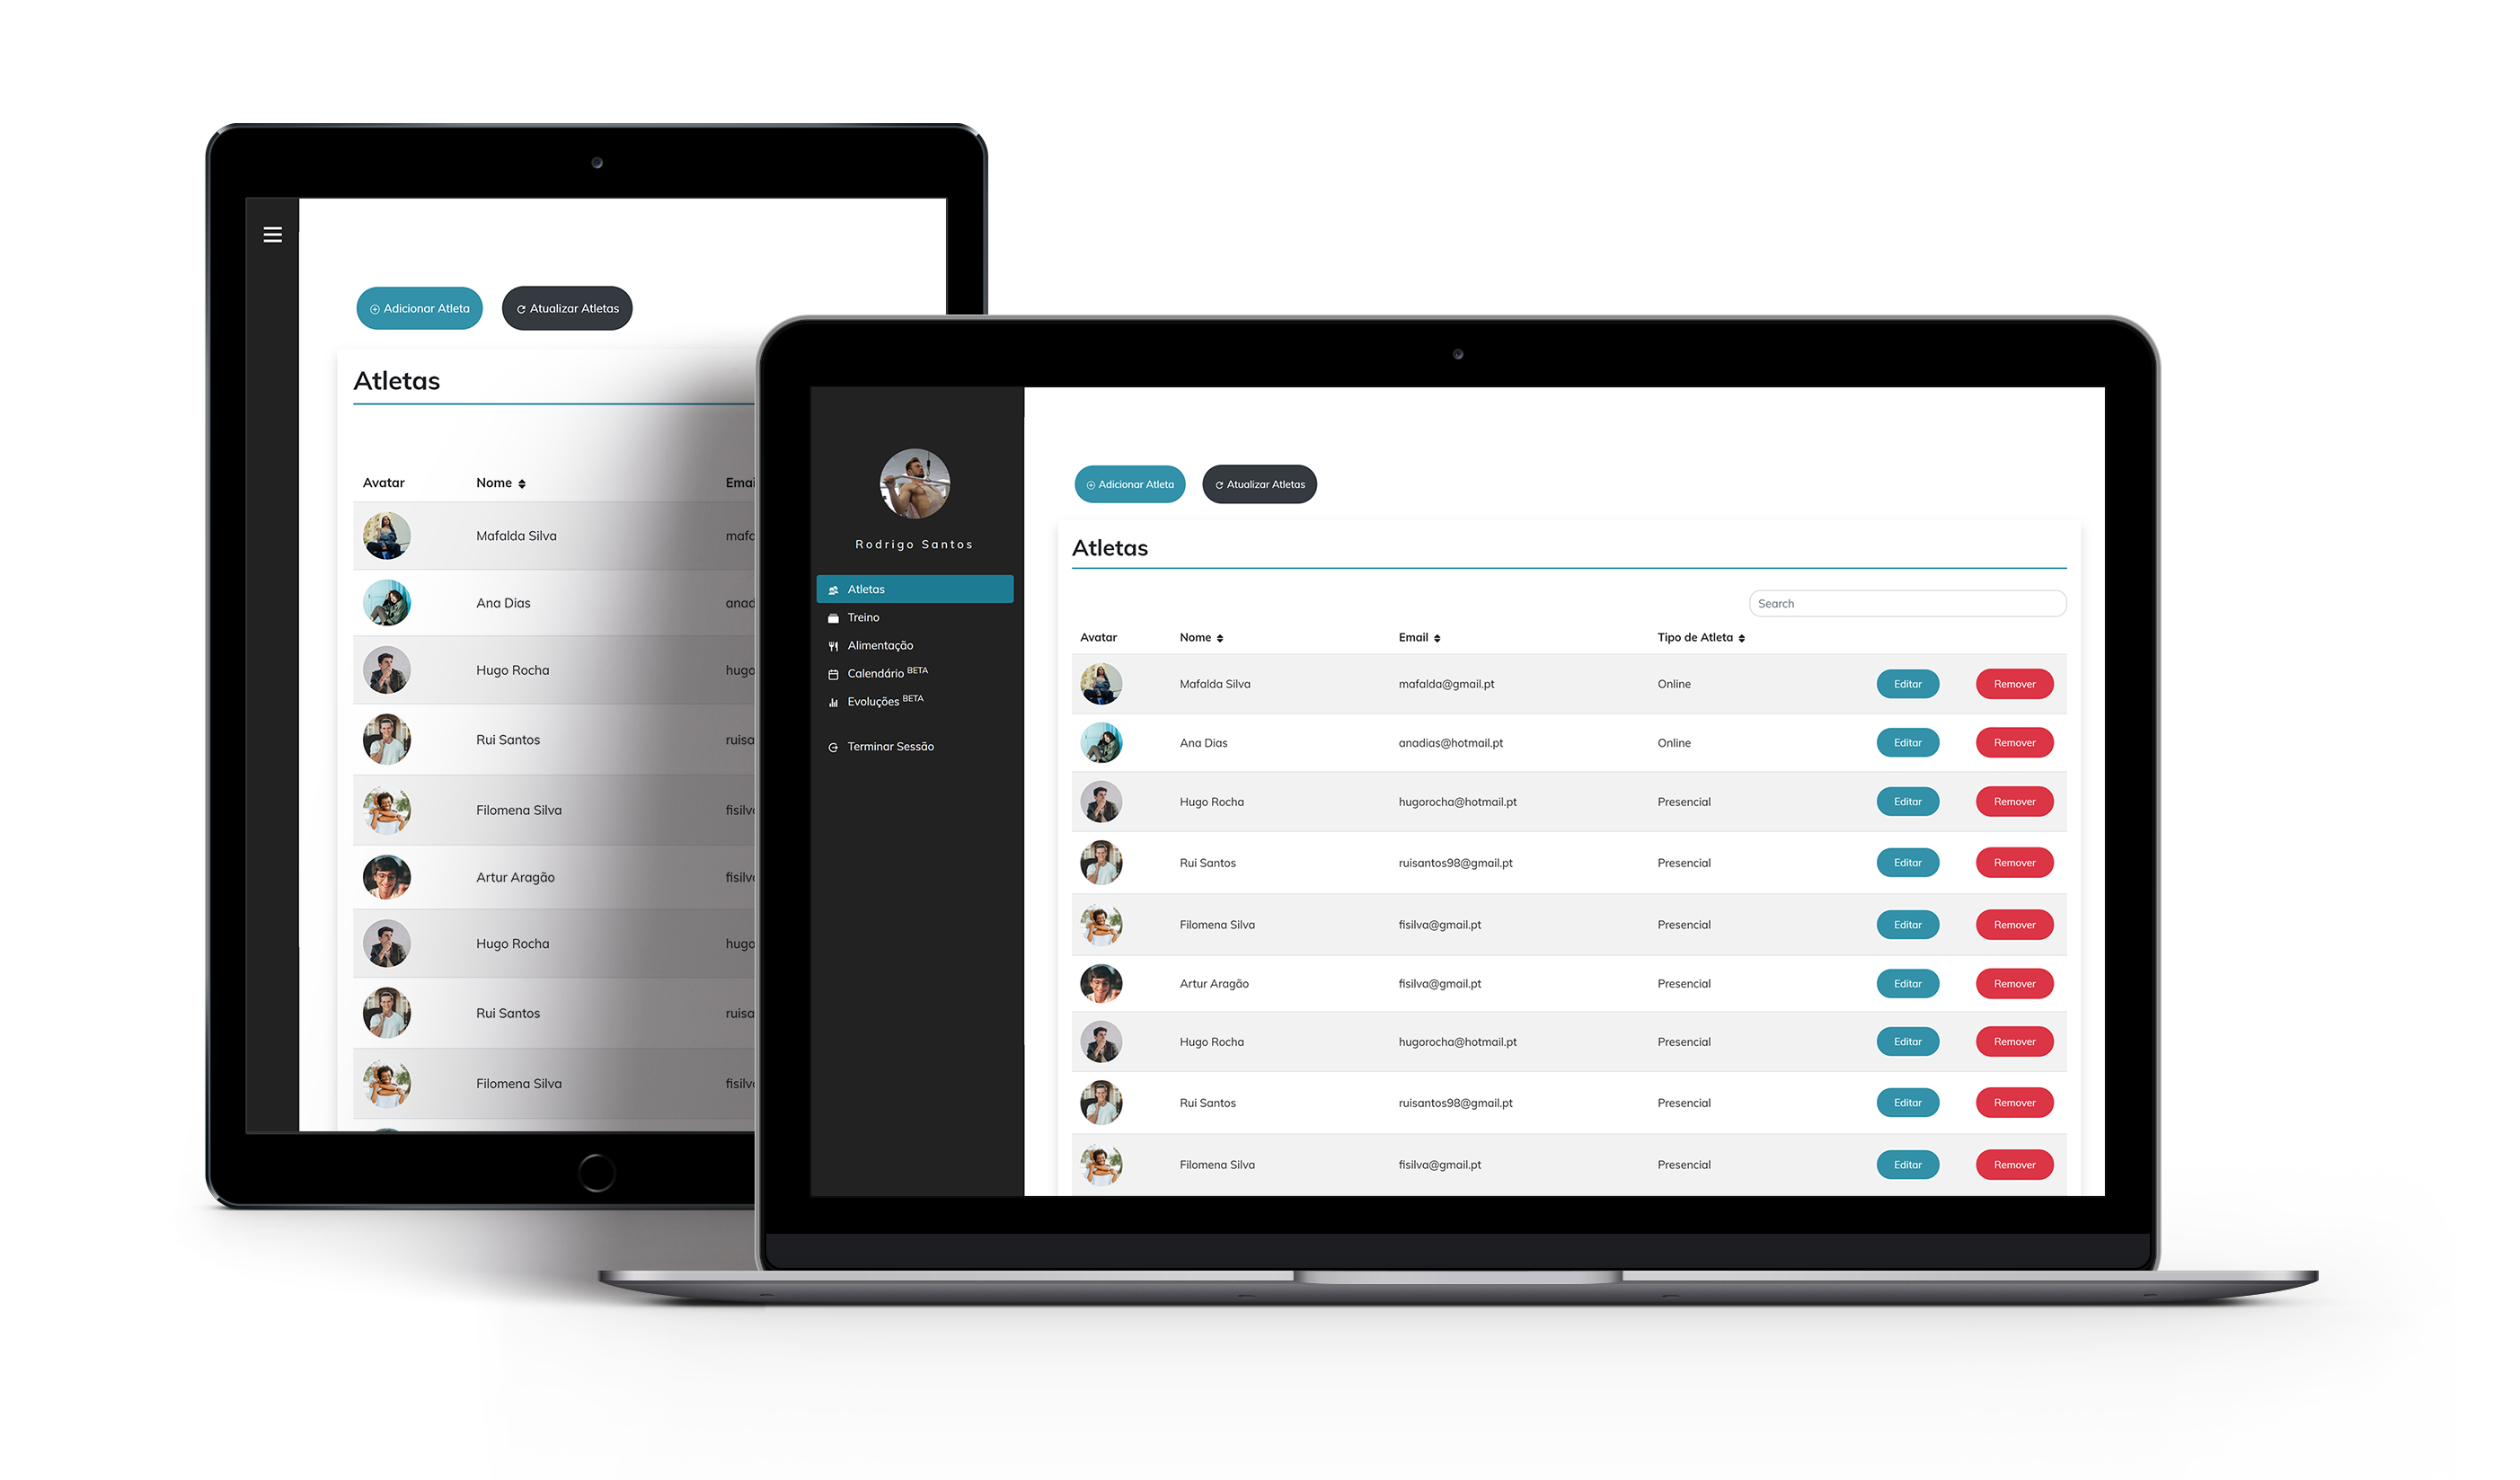 Adicionar Atleta Atualizar Atletas
Atletas
Avatar Nome Emai
Mafalda Silva mafa
Ana Dias anad
Hugo Rocha hugo
Rui Santos ruisa
Filomena Silva fisilv
Artur Aragão fisilv
Hugo Rocha hugo
Rui Santos ruisa
Filomena Silva fisilv
Rodrigo Santos
Atletas
Treino
Alimentação
Calendário BETA
Evoluções BETA
Terminar Sessão
Adicionar Atleta Atualizar Atletas
Atletas
Search
Avatar Nome Email Tipo de Atleta
Mafalda Silva mafalda@gmail.pt Online Editar Remover
Ana Dias anadias@hotmail.pt Online Editar Remover
Hugo Rocha hugorocha@hotmail.pt Presencial Editar Remover
Rui Santos ruisantos98@gmail.pt Presencial Editar Remover
Filomena Silva fisilva@gmail.pt Presencial Editar Remover
Artur Aragão fisilva@gmail.pt Presencial Editar Remover
Hugo Rocha hugorocha@hotmail.pt Presencial Editar Remover
Rui Santos ruisantos98@gmail.pt Presencial Editar Remover
Filomena Silva fisilva@gmail.pt Presencial Editar Remover